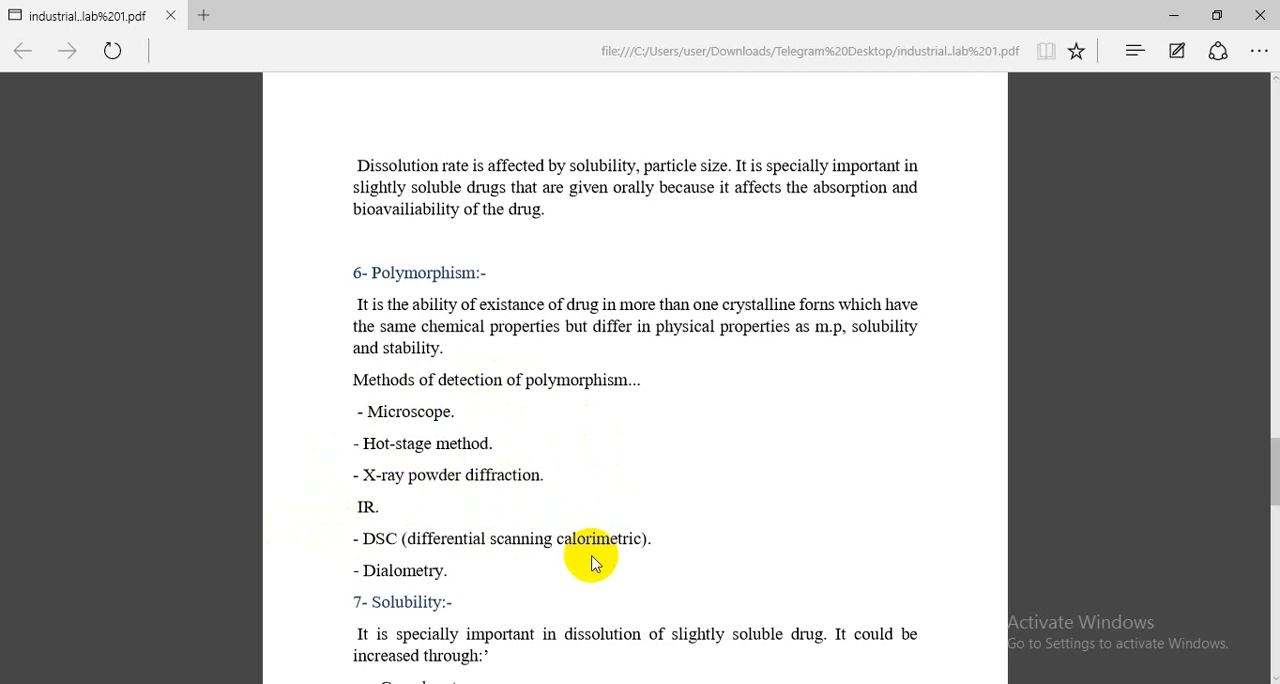 industrial..lab%201.pdf
file:///C:/Users/user/Downloads/Telegram%20Desktop/industrial..lab%201.pdf
Dissolution rate is affected by solubility, particle size. It is specially important in
slightly soluble drugs that are given orally because it affects the absorption and
bioavailiability of the drug.
6- Polymorphism:-
It is the ability of existance of drug in more than one crystalline forns which have
the same chemical properties but differ in physical properties as m.p, solubility
and stability.
Methods of detection of polymorphism...
- Microscope.
- Hot-stage method.
- X-ray powder diffraction.
IR.
- DSC (differential scanning calorimetric).
- Dialometry.
7- Solubility:-
It is specially important in dissolution of slightly soluble drug. It could be
increased through:’
Activate Windows
Go to Settings to activate Windows.